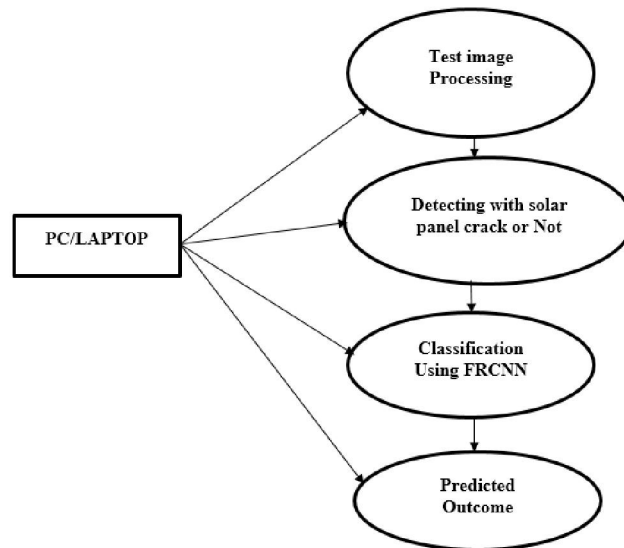 Test image
Processing
PC/LAPTOP
Detecting with solar
panel crack or Not
Classification
Using FRCNN
Predicted
Outcome